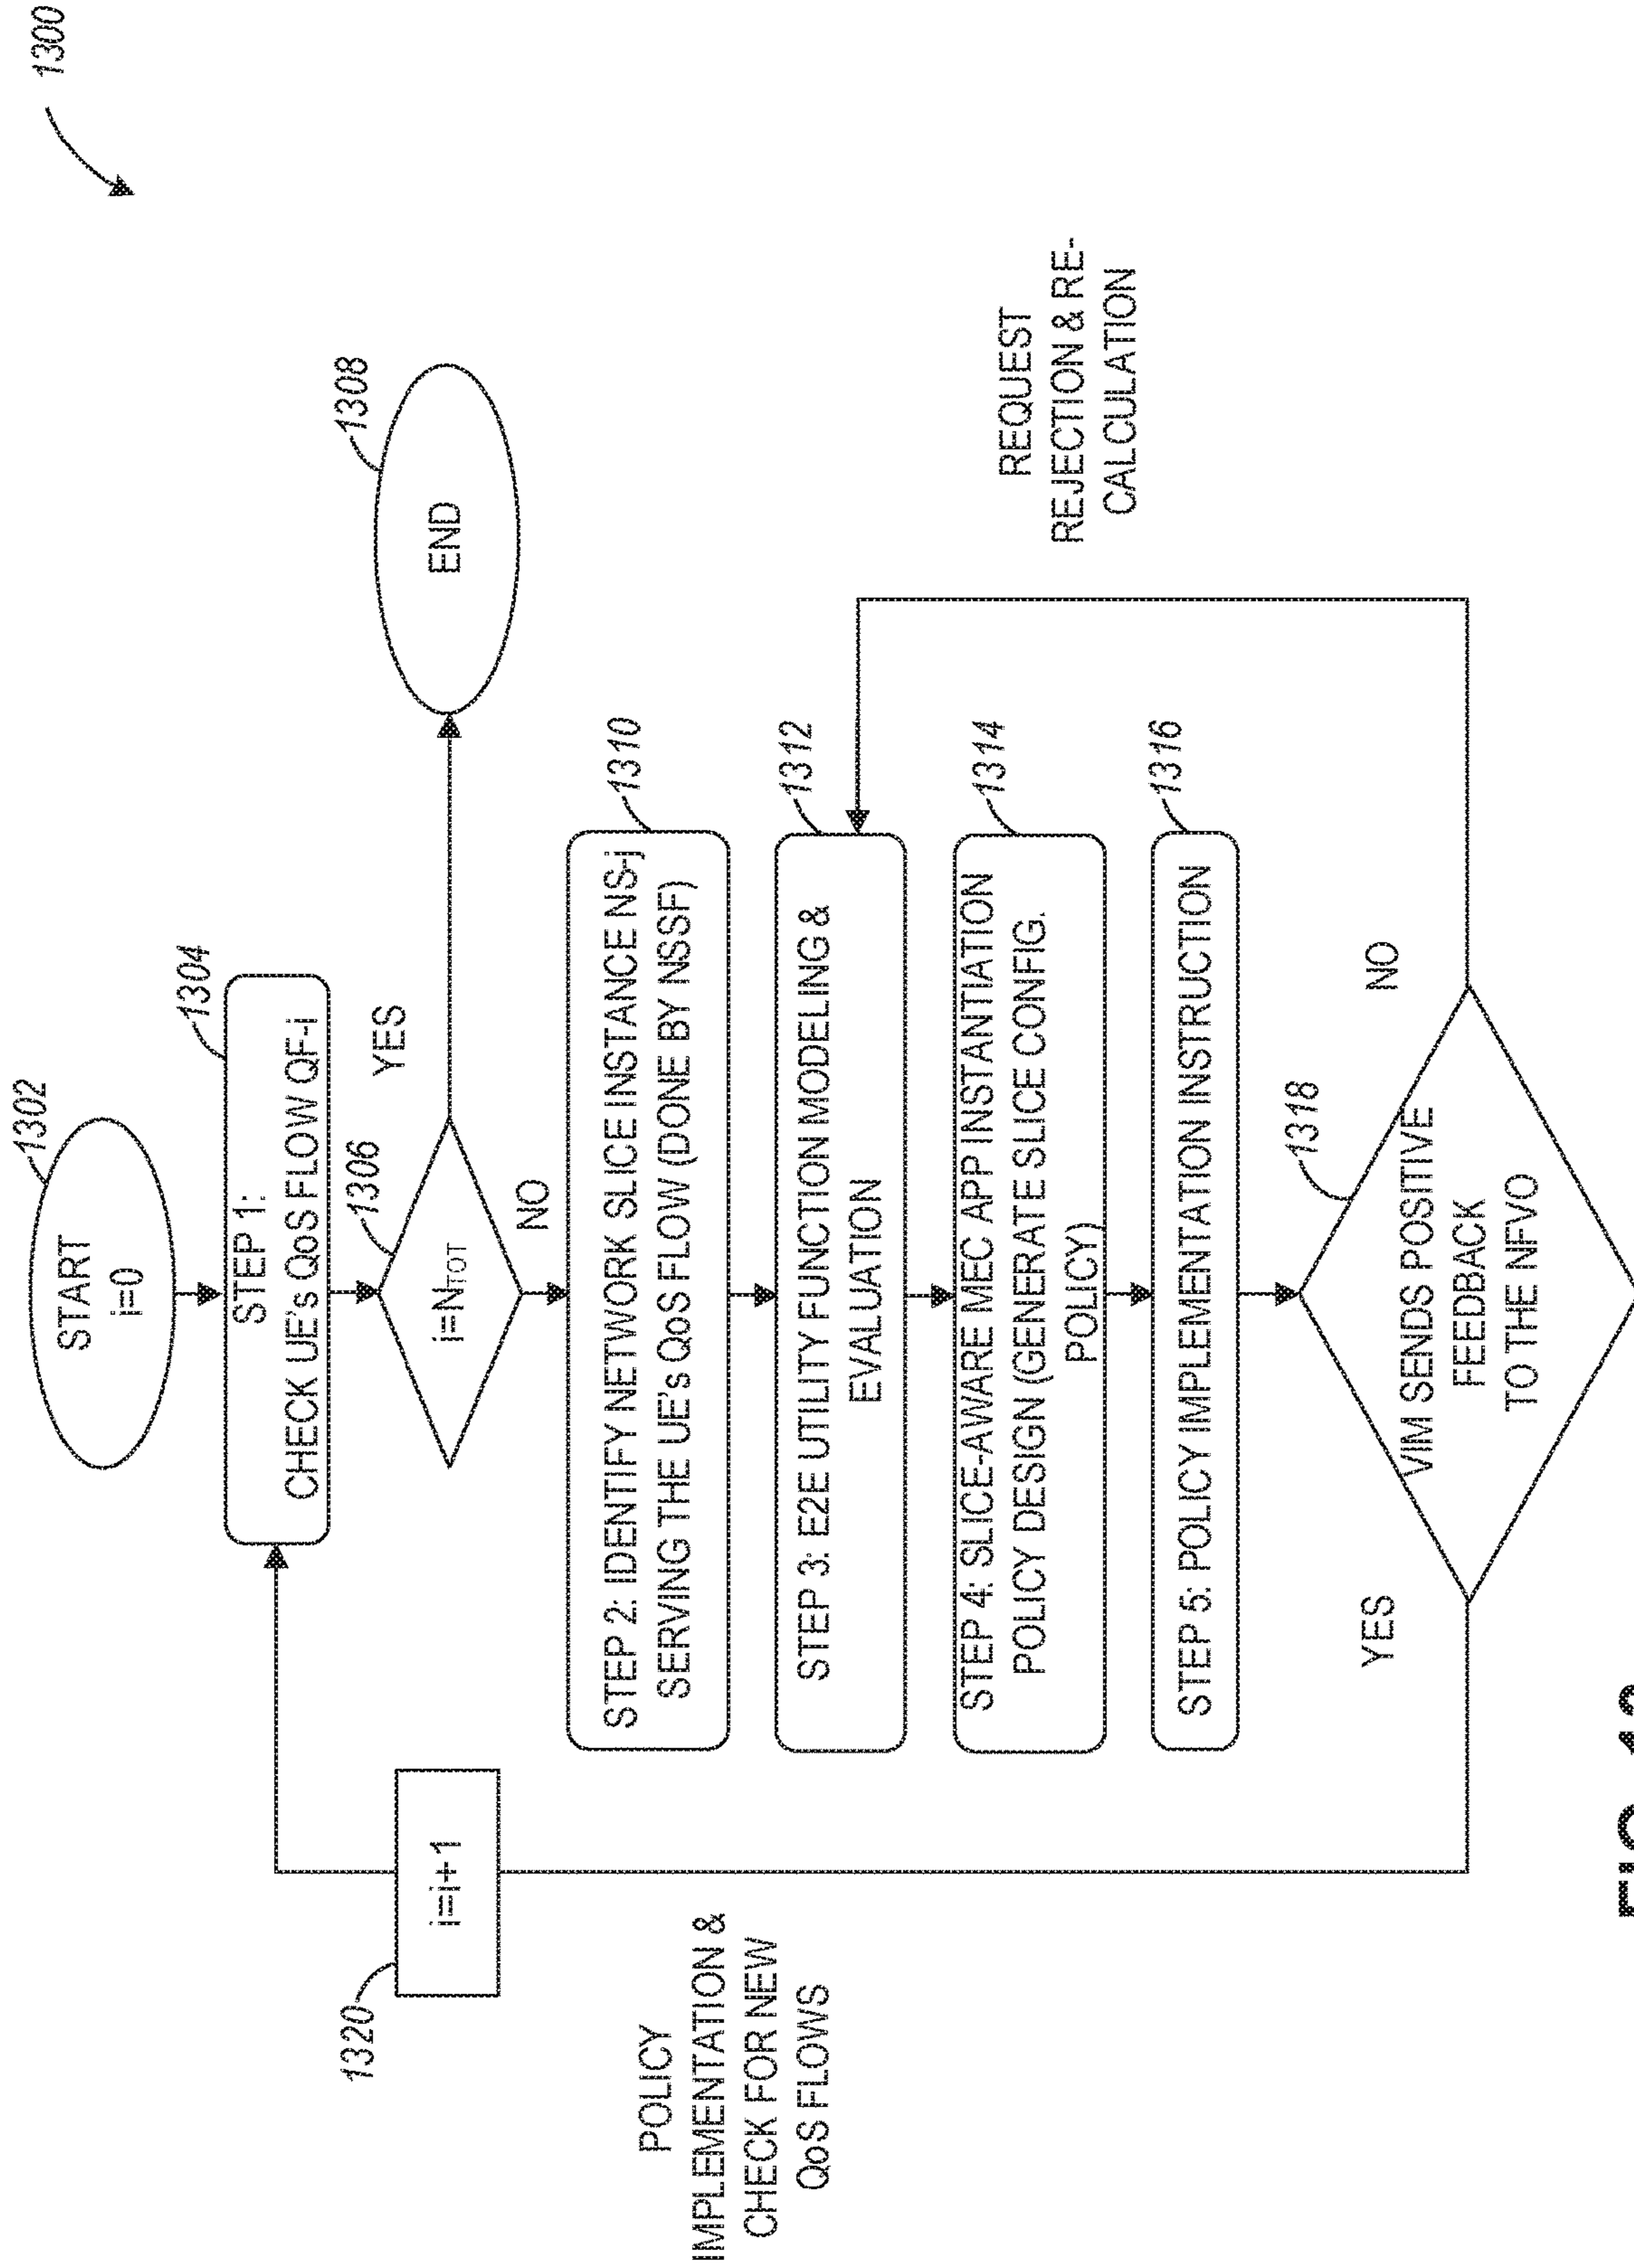 1300
1302
START
i=0
1304
STEP 1:
CHECK UE's QoS FLOW QF-i
1306
i=NTOT
YES
1308
END
NO
1310
STEP 2: IDENTIFY NETWORK SLICE INSTANCE NS-j
SERVING THE UE's QoS FLOW (DONE BY NSSF)
1312
STEP 3: E2E UTILITY FUNCTION MODELING &
EVALUATION
1314
STEP 4: SLICE-AWARE MEC APP INSTANTIATION
POLICY DESIGN (GENERATE SLICE CONFIG.
POLICY)
1316
STEP 5: POLICY IMPLEMENTATION INSTRUCTION
1318
VIM SENDS POSITIVE
FEEDBACK
TO THE NFVO
YES
NO
1320
i=i+1
POLICY
IMPLEMENTATION &
CHECK FOR NEW
QoS FLOWS
REQUEST
REJECTION & RE-
CALCULATION